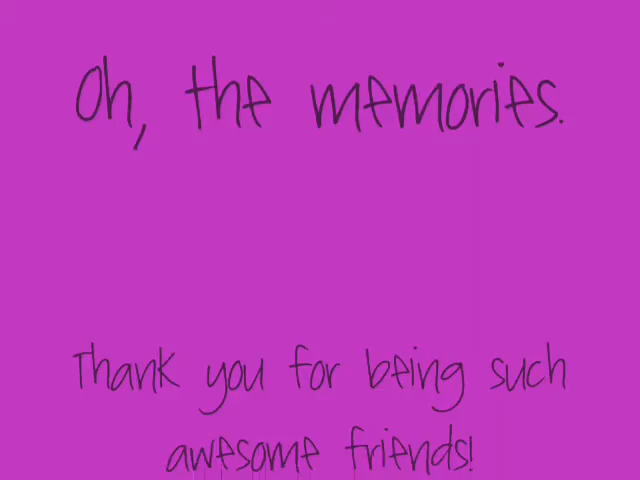 Oh, the memories.
Thank you for being such
awesome friends!